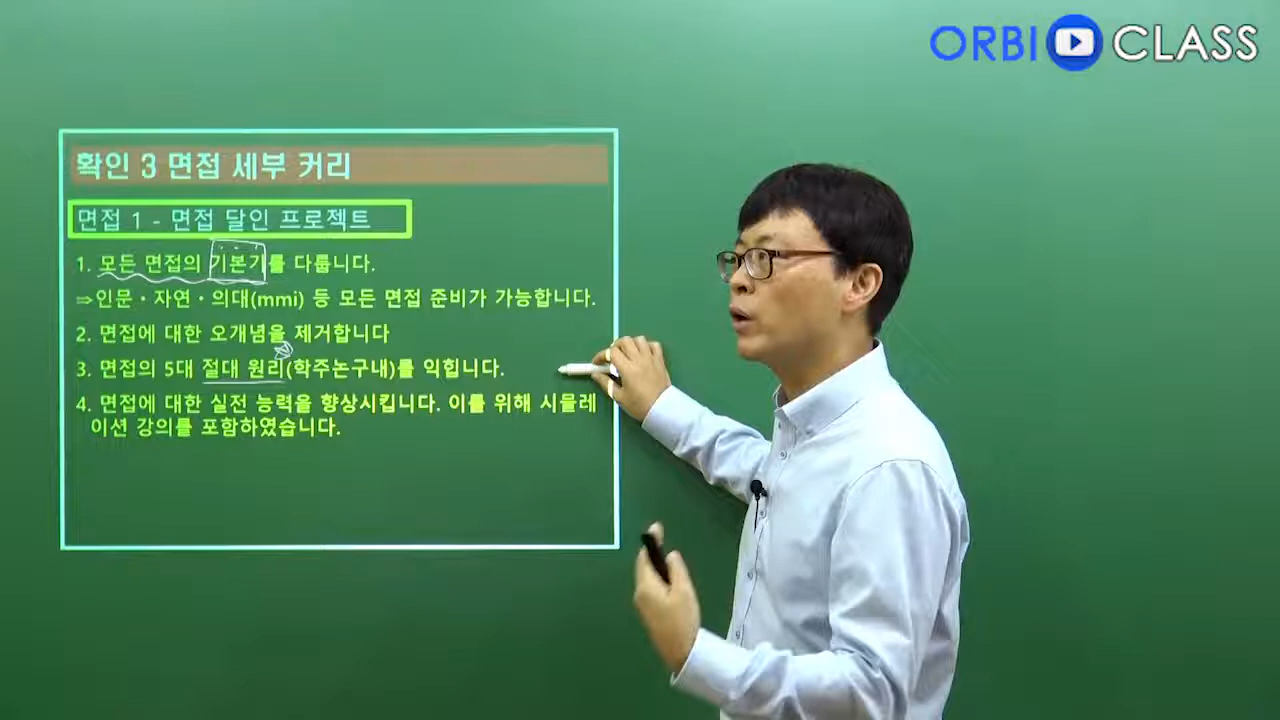 ORBI CLASS
확인 3 면접 세부 커리
면접 1 - 면접 달인 프로젝트
1. 모든 면접의 기본기를 다룹니다.
⇒인문·자연·의대(mmi) 등 모든 면접 준비가 가능합니다.
2. 면접에 대한 오개념을 제거합니다
3. 면접의 5대 절대 원리(학주논구내)를 익힙니다.
4. 면접에 대한 실전 능력을 향상시킵니다. 이를 위해 시뮬레
이션 강의를 포함하였습니다.